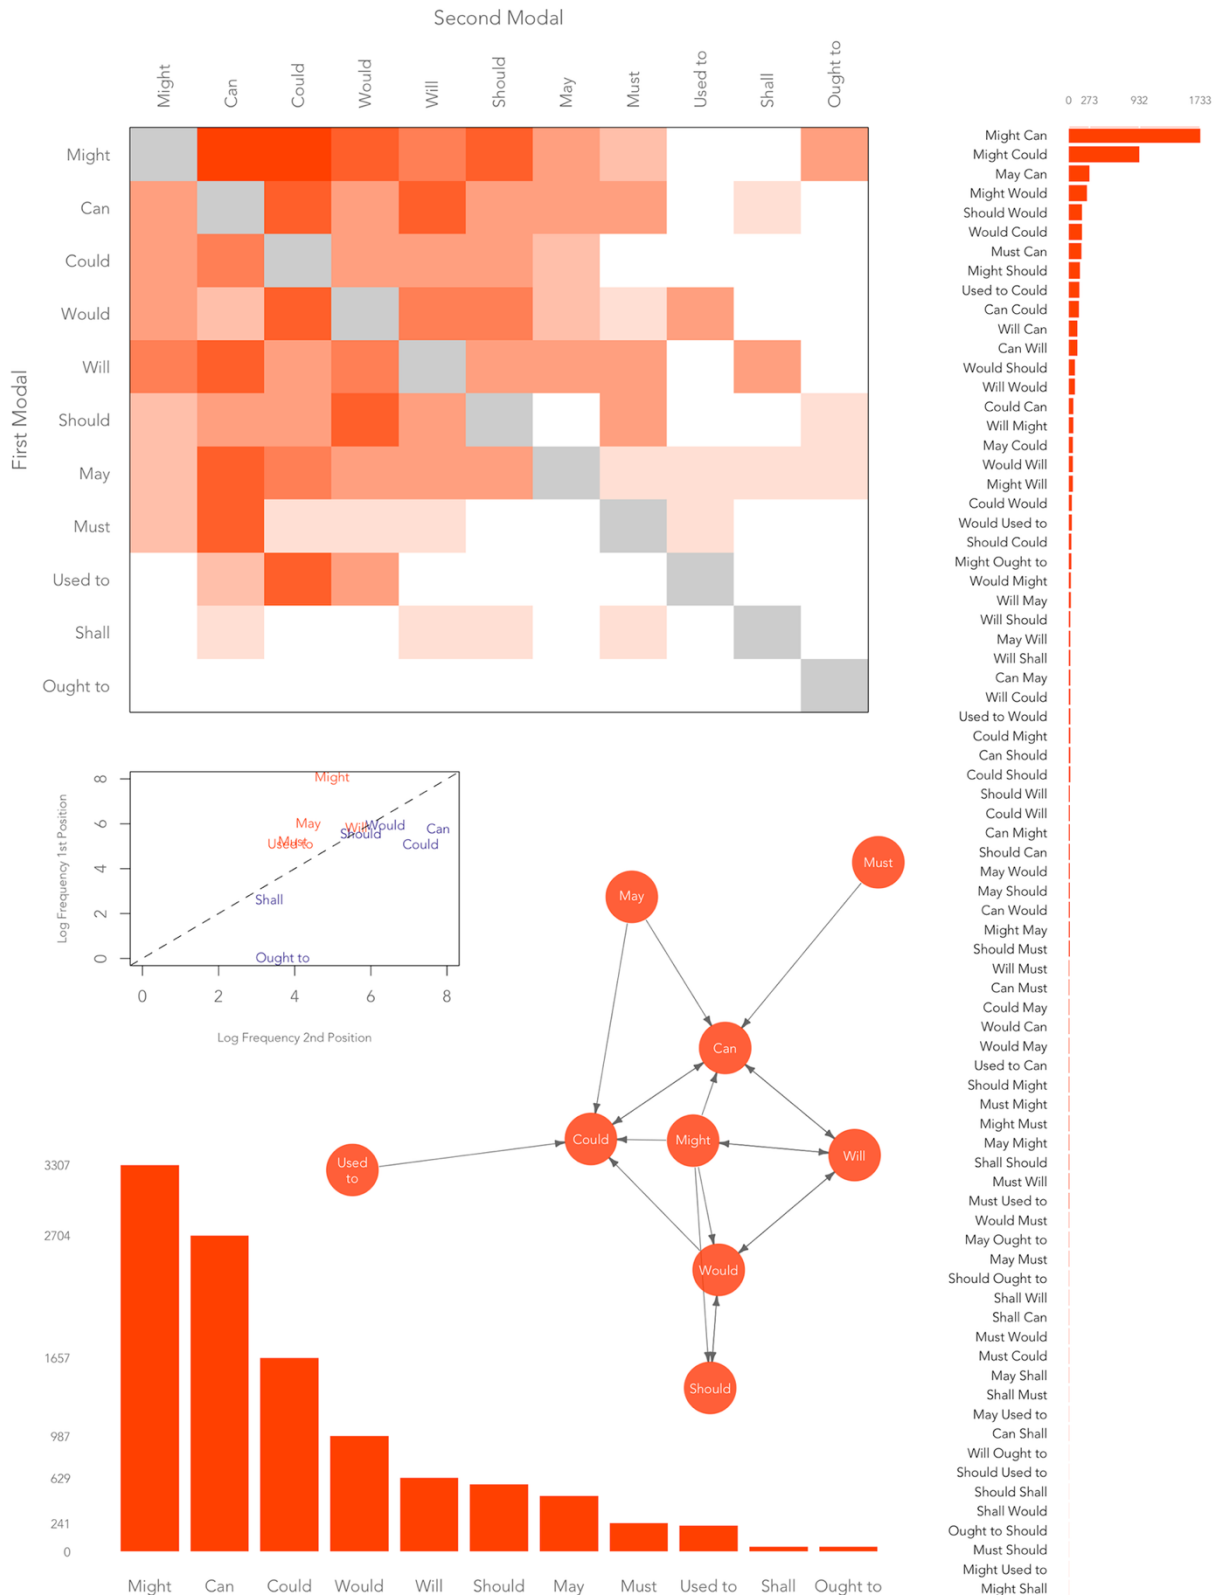 Second Modal
Might
Can
Could
Would
Will
Should
May
Must
Used to
Shall
Ought to
First Modal
Might
Can
Could
Would
Will
Should
May
Must
Used to
Shall
Ought to
0 273 932 1733
Might Can
Might Could
May Can
Might Would
Should Would
Would Could
Must Can
Might Should
Used to Could
Can Could
Will Can
Can Will
Would Should
Will Would
Could Can
Will Might
May Could
Would Will
Might Will
Could Would
Would Used to
Should Could
Might Ought to
Would Might
Will May
Will Should
May Will
Will Shall
Can May
Will Could
Used to Would
Could Might
Can Should
Could Should
Should Will
Could Will
Can Might
Should Can
May Would
May Should
Can Would
Might May
Should Must
Will Must
Can Must
Could May
Would Can
Would May
Used to Can
Should Might
Must Might
Might Must
May Might
Shall Should
Must Will
Must Used to
Would Must
May Ought to
May Must
Should Ought to
Shall Will
Shall Can
Must Would
Must Could
May Shall
Shall Must
May Used to
Can Shall
Will Ought to
Should Used to
Should Shall
Shall Would
Ought to Should
Must Should
Might Used to
Might Shall
Log Frequency 1st Position
8
6
4
2
0
Might
May
Will
Would
Should
Can
Must
Used to
Could
Shall
Ought to
0 2 4 6 8
Log Frequency 2nd Position
Must
May
Can
Could
Might
Will
Used
to
Would
Should
3307
2704
1657
987
629
241
0
Might Can Could Would Will Should May Must Used to Shall Ought to